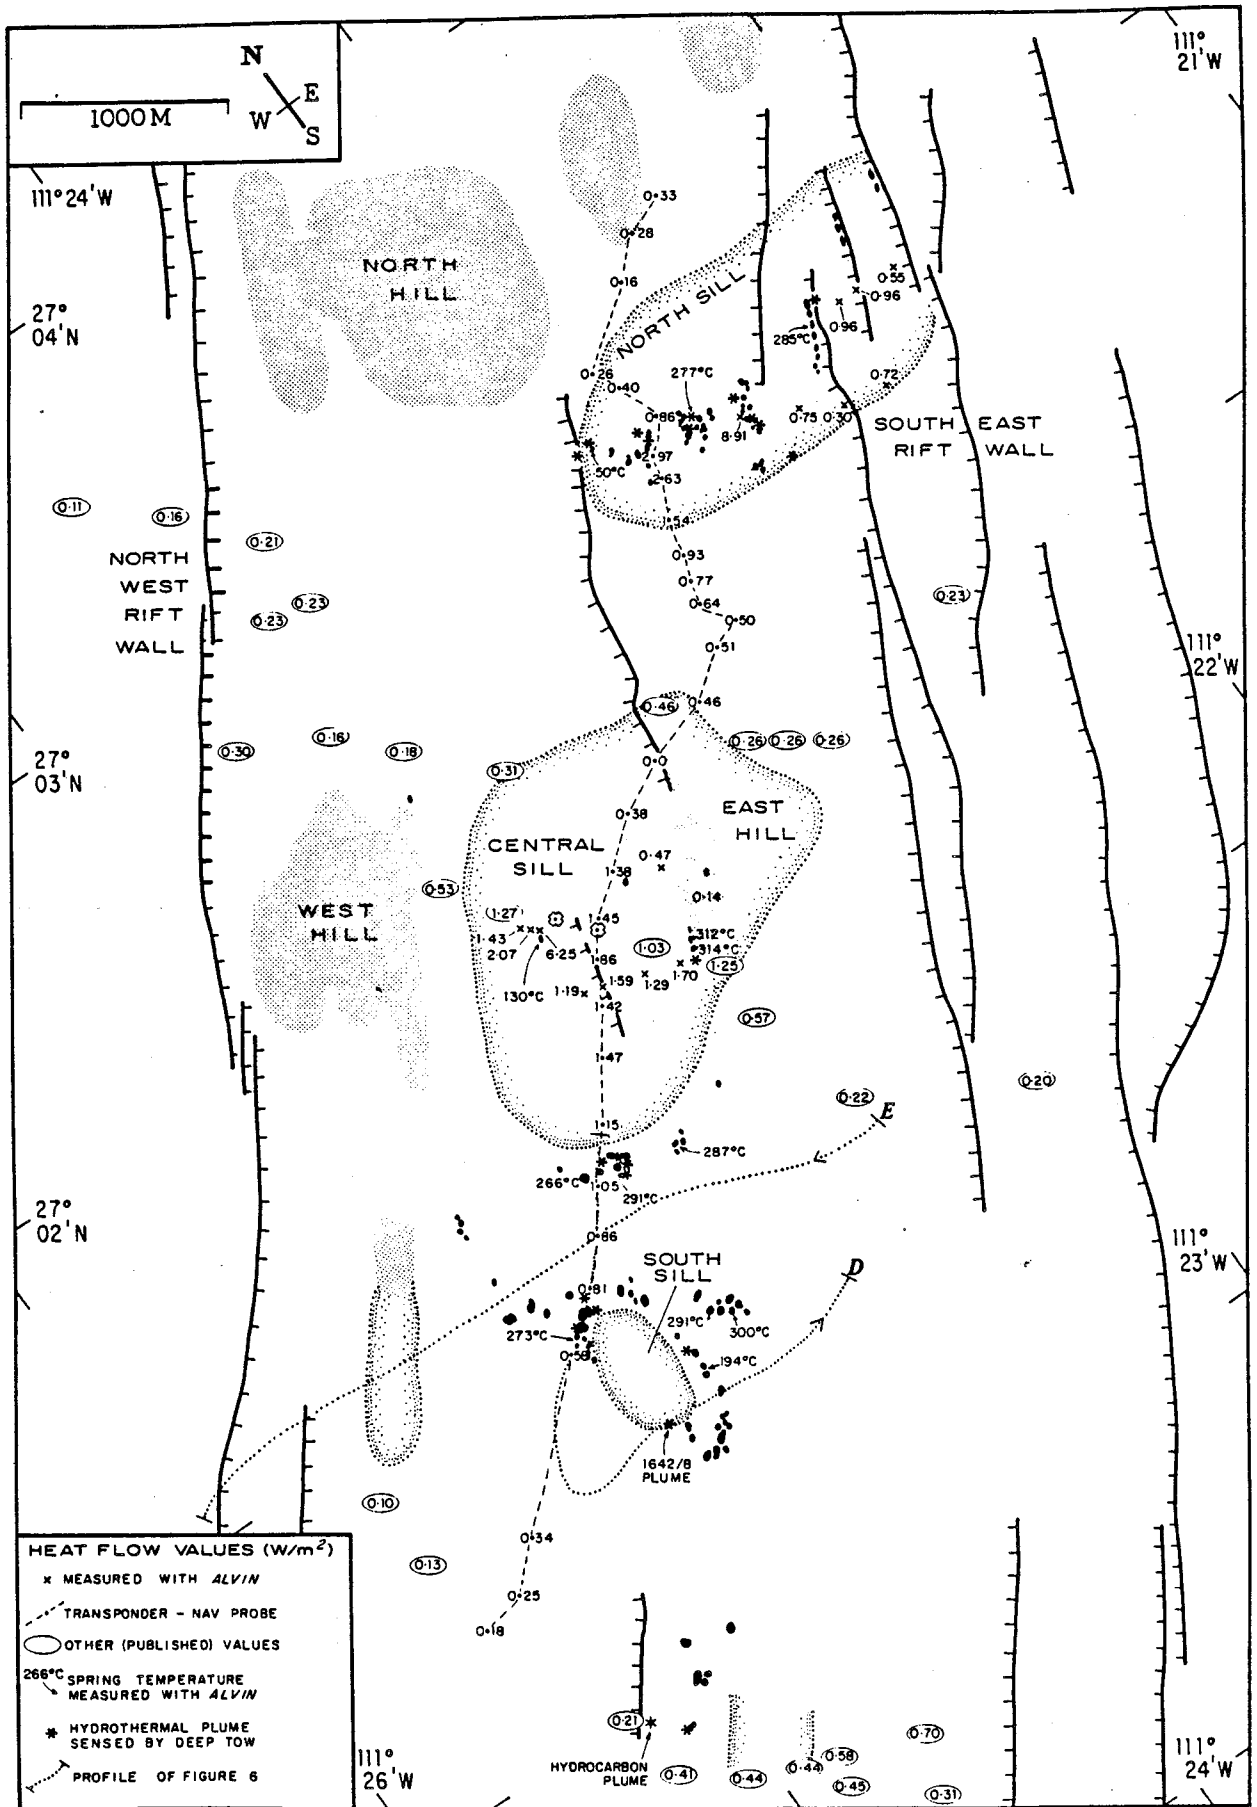 N
E
W
S
1000 M
111°
21'W
111° 24'W
0·33
0·28
0·16
NORTH
HILL
NORTH SILL
0·55
0·96
0·96
285°C
27°
04'N
0·26
0·40
277°C
0·72
0·86
8·91
0·75 0·30
SOUTH EAST
RIFT WALL
2·97
50°C
2·63
0·11
0·16
1·54
0·21
0·93
NORTH
WEST
RIFT
WALL
0·77
0·23
0·23
0·64
0·50
0·23
0·51
111°
22'W
0·46
0·46
0·30
0·16
0·18
0·26
0·26
0·26
0·0
27°
03'N
0·31
0·38
EAST
HILL
CENTRAL
SILL
0·47
1·38
0·53
0·14
WEST
HILL
1·27
1·45
1·43
2·07
6·25
312°C
314°C
1·03
1·86
1·25
1·70
130°C
1·19
1·59
1·29
1·42
0·57
1·47
0·20
0·22
E
1·15
287°C
266°C
1·05
291°C
27°
02'N
0·86
111°
23'W
SOUTH
SILL
D
0·81
291°C
300°C
273°C
0·58
194°C
1642/8
PLUME
0·10
0·34
0·13
0·25
0·18
0·21
HYDROCARBON
PLUME
0·70
0·58
0·41
0·44
0·44
0·45
0·31
111°
26'W
111°
24'W
HEAT FLOW VALUES (W/m²)
× MEASURED WITH ALVIN
TRANSPONDER - NAV PROBE
OTHER (PUBLISHED) VALUES
266°C SPRING TEMPERATURE
MEASURED WITH ALVIN
* HYDROTHERMAL PLUME
SENSED BY DEEP TOW
PROFILE OF FIGURE 6